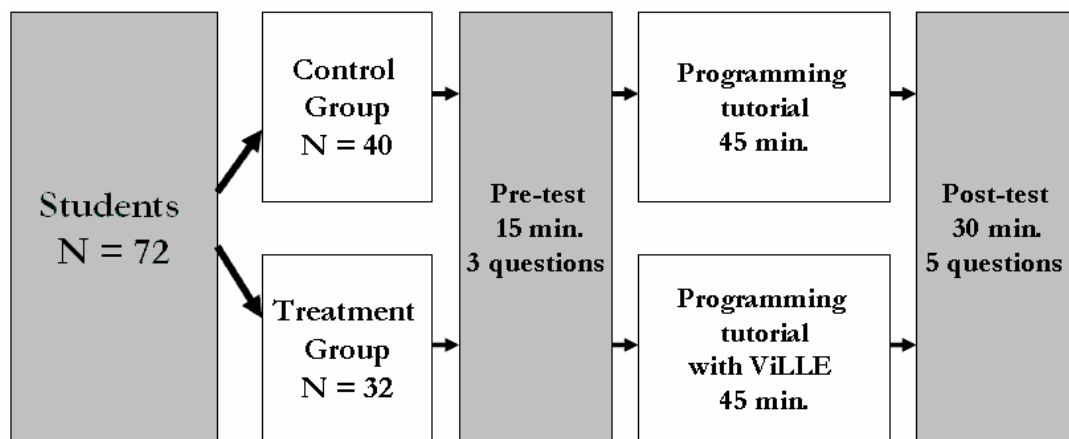 Students
N = 72
Control
Group
N = 40
Treatment
Group
N = 32
Pre-test
15 min.
3 questions
Programming
tutorial
45 min.
Programming
tutorial
with ViLLE
45 min.
Post-test
30 min.
5 questions